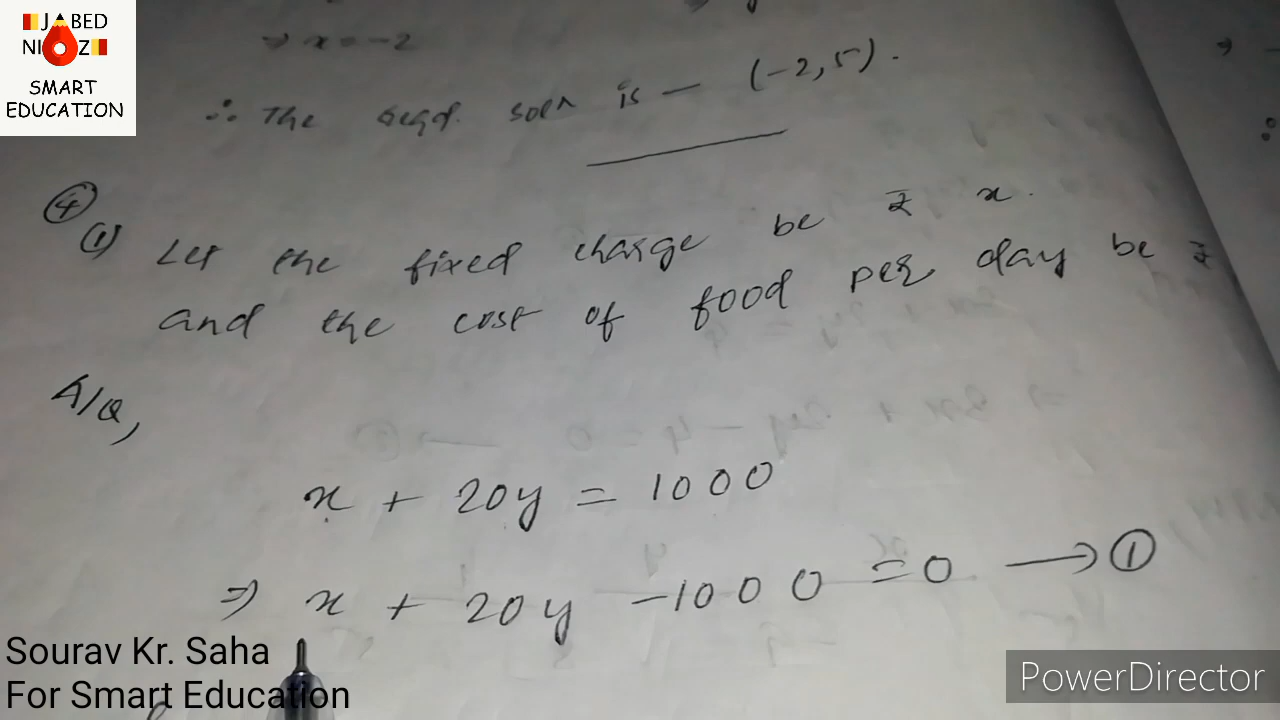 JABED
NIOZ
SMART
EDUCATION
⇒ x = -2
∴ The reqd. soln is — (-2,5).
④
(1) Let the fixed charge be ₹ x.
and the cost of food per day be ₹
A/Q,
x + 20y = 1000
⇒ x + 20y - 1000 = 0 → ①
Sourav Kr. Saha
For Smart Education
PowerDirector